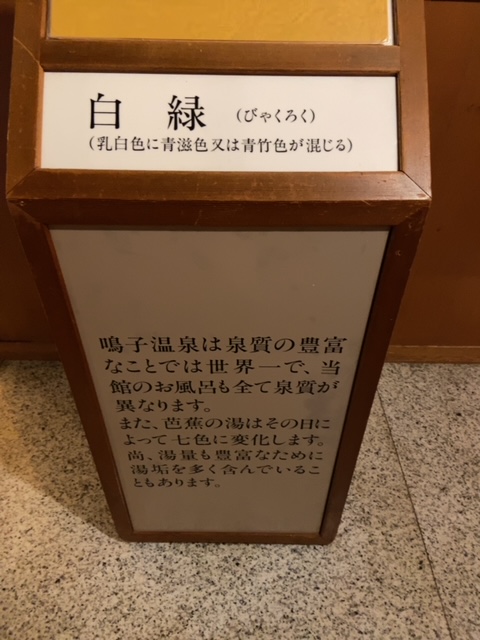 白緑 (びゃくろく)
(乳白色に青滋色又は青竹色が混じる)
鳴子温泉は泉質の豊富
なことでは世界一で、当
館のお風呂も全て泉質が
異なります。
また、芭蕉の湯はその日に
よって七色に変化します。
尚、湯量も豊富なために
湯垢を多く含んでいるこ
ともあります。